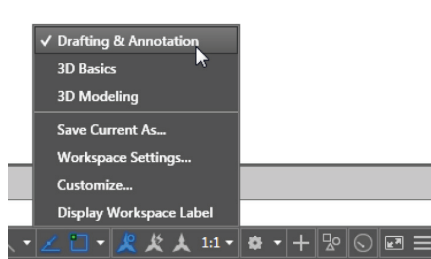 Drafting & Annotation
3D Basics
3D Modeling
Save Current As...
Workspace Settings...
Customize...
Display Workspace Label
1:1